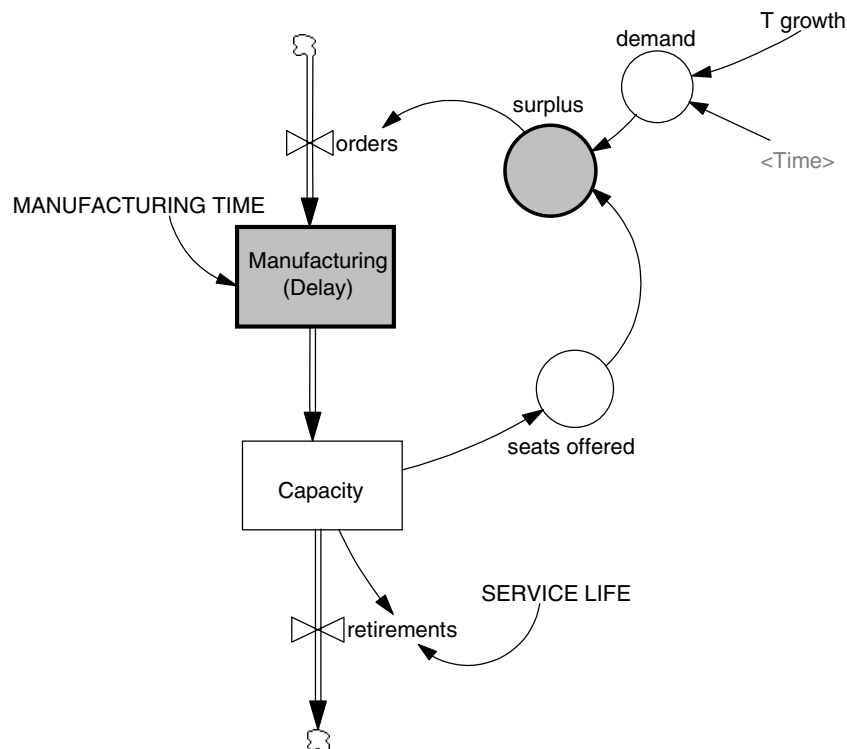 T growth
demand
surplus
orders
<Time>
MANUFACTURING TIME
Manufacturing
(Delay)
seats offered
Capacity
SERVICE LIFE
retirements